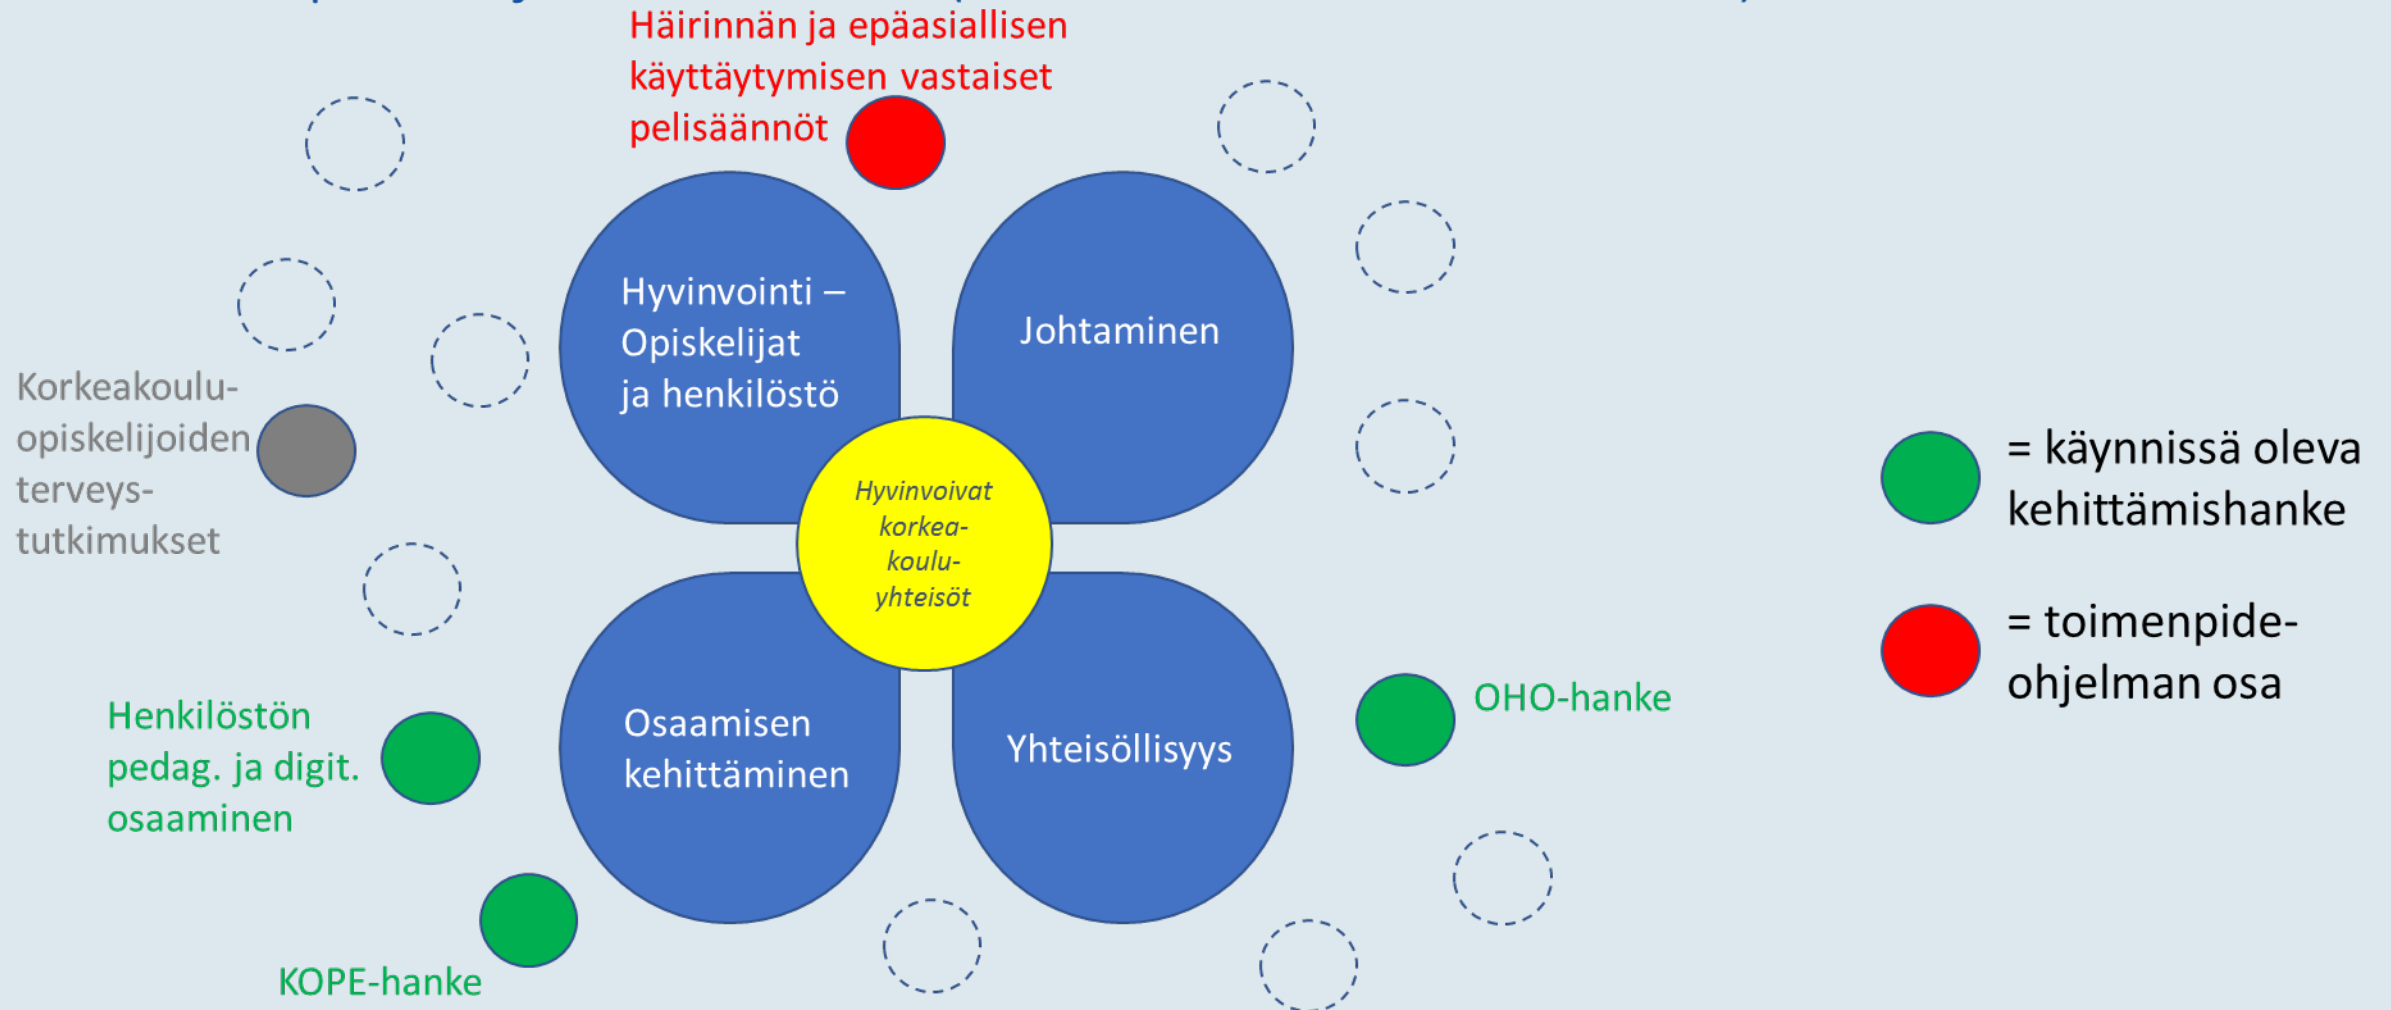 Häirinnän ja epäasiallisen
käyttäytymisen vastaiset
pelisäännöt
Hyvinvointi –
Opiskelijat
ja henkilöstö
Johtaminen
Korkeakoulu-
opiskelijoiden
terveys-
tutkimukset
Hyvinvoivat
korkea-
koulu-
yhteisöt
= käynnissä oleva
kehittämishanke
= toimenpide-
ohjelman osa
Henkilöstön
pedag. ja digit.
osaaminen
Osaamisen
kehittäminen
Yhteisöllisyys
OHO-hanke
KOPE-hanke